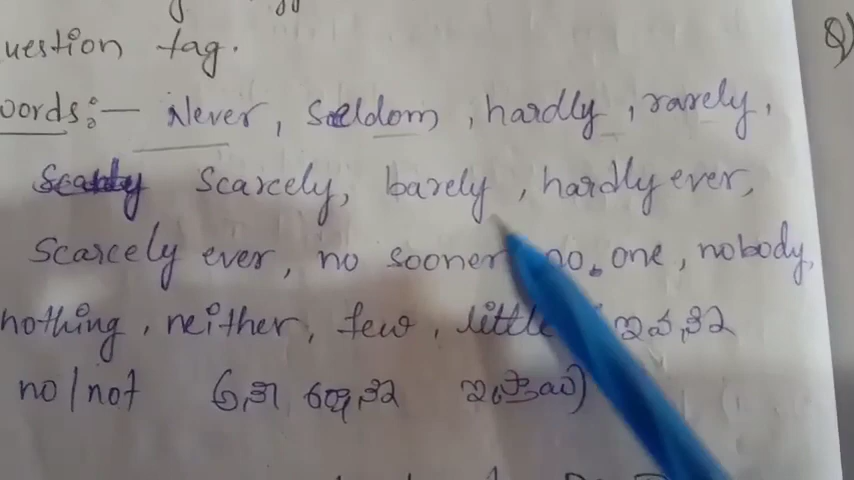 uestion tag.
words:- Never, Seldom, hardly, rarely,
Scarcely, barely, hardly ever,
Scarcely ever, no sooner no one, nobody,
nothing, neither, few, little
no/not